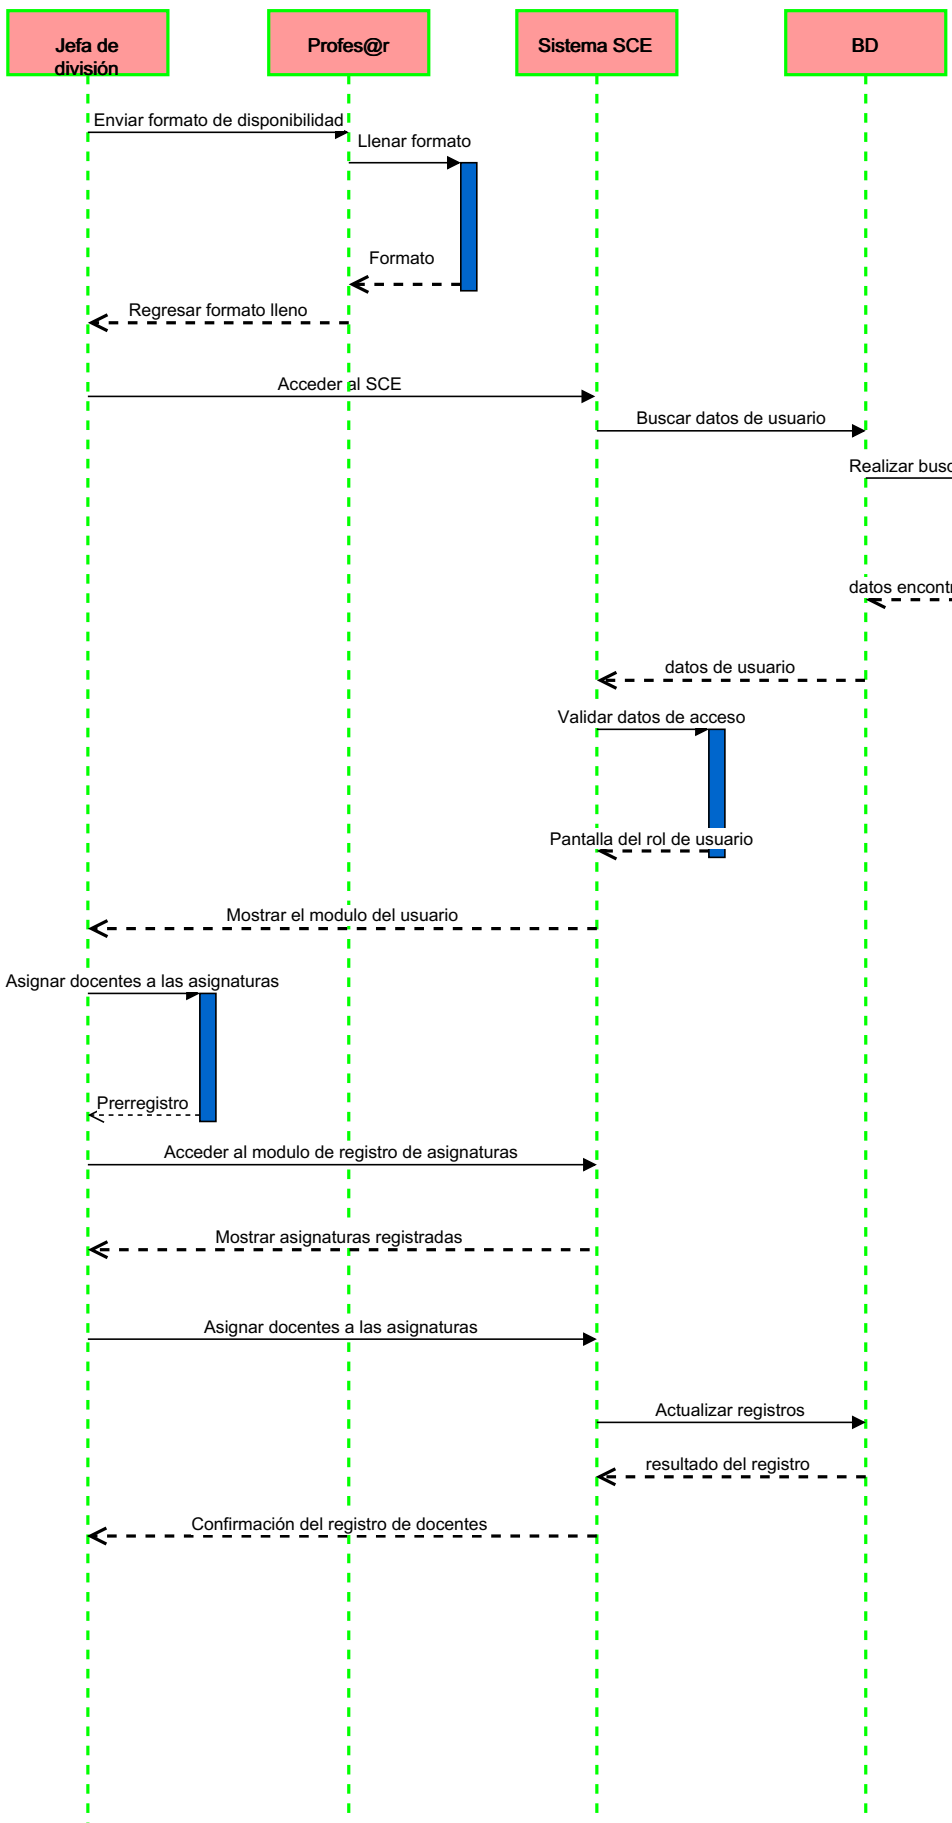 Jefa de
división
Profes@r
Sistema SCE
BD
Enviar formato de disponibilidad
Llenar formato
Formato
Regresar formato lleno
Acceder al SCE
Buscar datos de usuario
Realizar
datos
datos de usuario
Validar datos de acceso
Pantalla del rol de usuario
Mostrar el modulo del usuario
Asignar docentes a las asignaturas
Prerregistro
Acceder al modulo de registro de asignaturas
Mostrar asignaturas registradas
Asignar docentes a las asignaturas
Actualizar registros
resultado del registro
Confirmación del registro de docentes